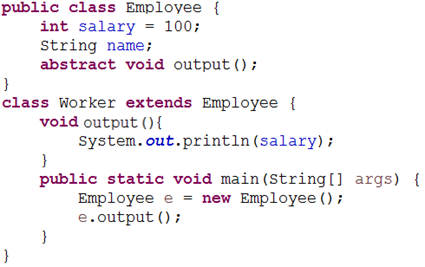 public class Employee {
    int salary = 100;
    String name;
    abstract void output();
}
class Worker extends Employee {
    void output(){
        System.out.println(salary);
    }
    public static void main(String[] args) {
        Employee e = new Employee();
        e.output();
    }
}